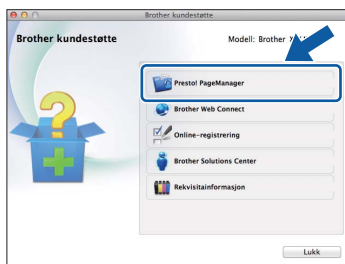 Brother kundestøtte
Brother kundestøtte
Modell: Brother
Presto! PageManager
Brother Web Connect
Online-registrering
Brother Solutions Center
Rekvisitainformasjon
Lukk